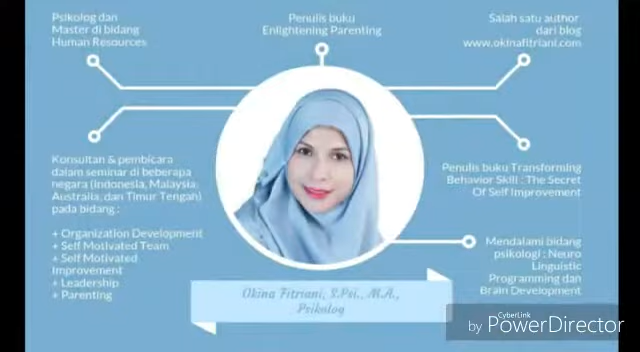 Psikolog dan
Master di bidang
Human Resources
Penulis buku
Enlightening Parenting
Salah satu author
dari blog
www.okinafitriani.com
Konsultan & pembicara
dalam seminar di beberapa
negara (Indonesia, Malaysia,
Australia, dan Timur Tengah)
pada bidang :
+ Organization Development
+ Self Motivated Team
+ Self Motivated
Improvement
+ Leadership
+ Parenting
Penulis buku Transforming
Behavior Skill : The Secret
Of Self Improvement
Mendalami bidang
psikologi : Neuro
Linguistic
Programming dan
Brain Development
Okina Fitriani, S.Psi., M.A.,
Psikolog
CyberLink
by PowerDirector